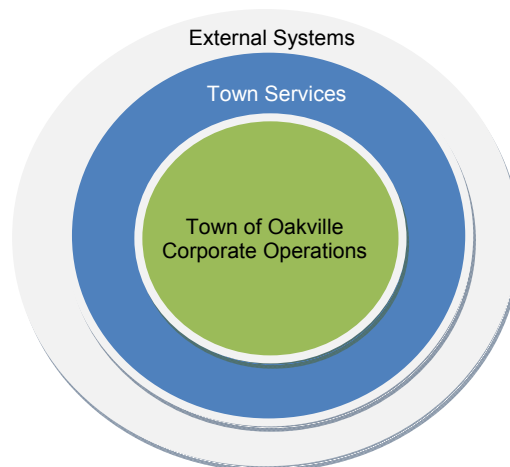 External Systems
Town Services
Town of Oakville
Corporate Operations